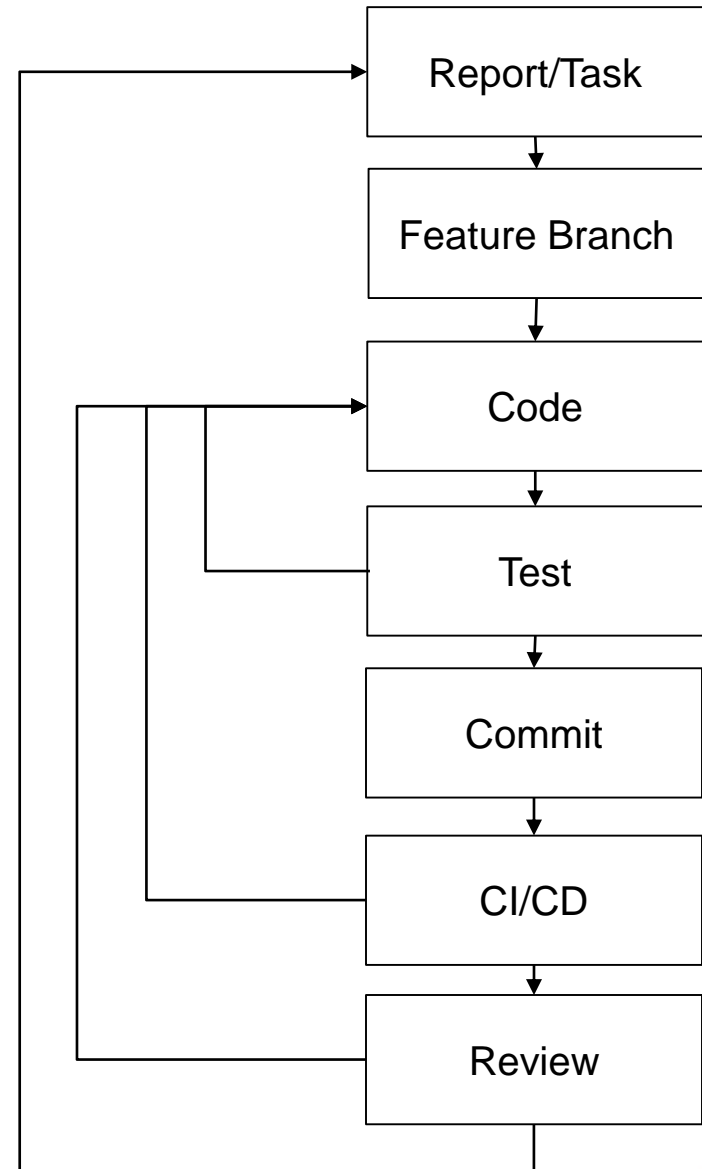 Report/Task
Feature Branch
Code
Test
Commit
CI/CD
Review